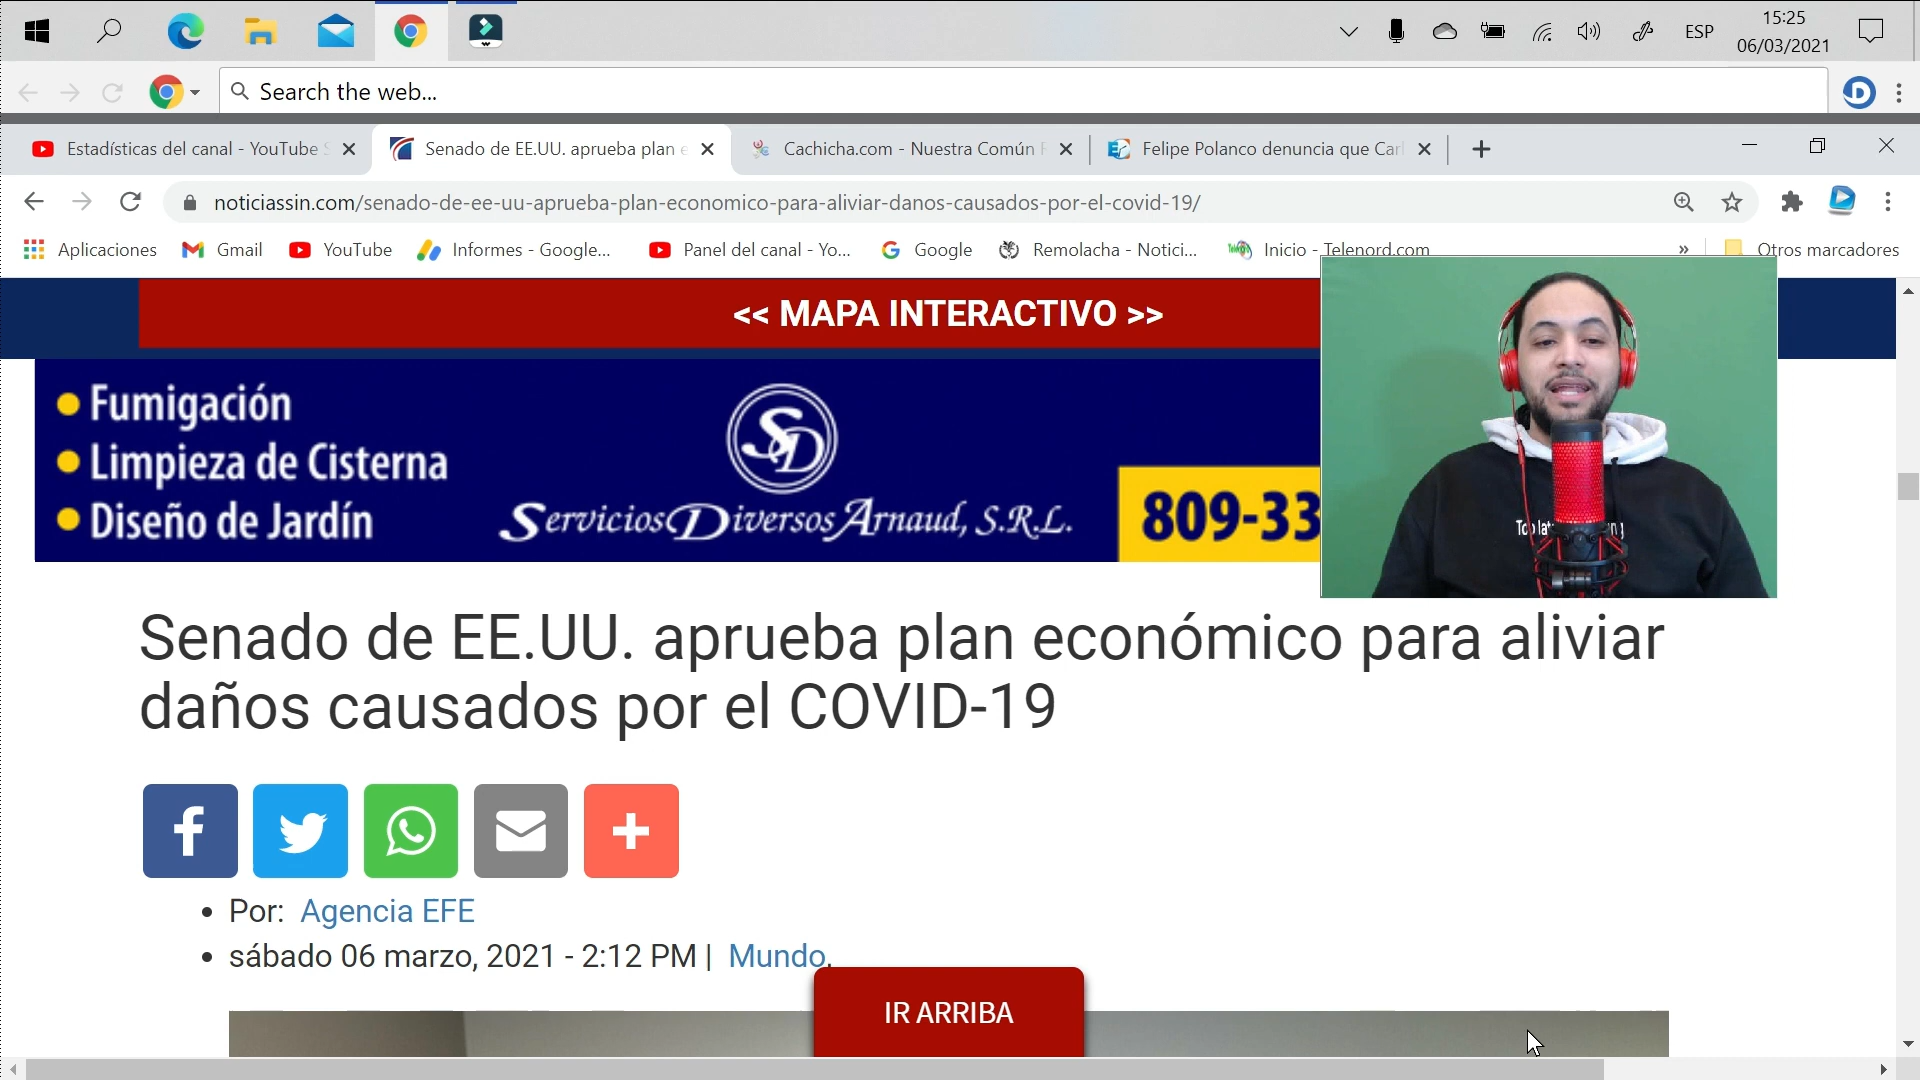 ESP
15:25
06/03/2021
Search the web...
Estadísticas del canal - YouTube
Senado de EE.UU. aprueba plan e
Cachicha.com - Nuestra Común
Felipe Polanco denuncia que Carl
noticiassin.com/senado-de-ee-uu-aprueba-plan-economico-para-aliviar-danos-causados-por-el-covid-19/
Aplicaciones
Gmail
YouTube
Informes - Google...
Panel del canal - Yo...
Google
Remolacha - Notici...
Inicio - Telenord.com
»
Otros marcadores
<< MAPA INTERACTIVO >>
• Fumigación
• Limpieza de Cisterna
• Diseño de Jardín
SD
Servicios Diversos Arnaud, S.R.L.
809-33
Senado de EE.UU. aprueba plan económico para aliviar
daños causados por el COVID-19
• Por: Agencia EFE
• sábado 06 marzo, 2021 - 2:12 PM | Mundo,
IR ARRIBA